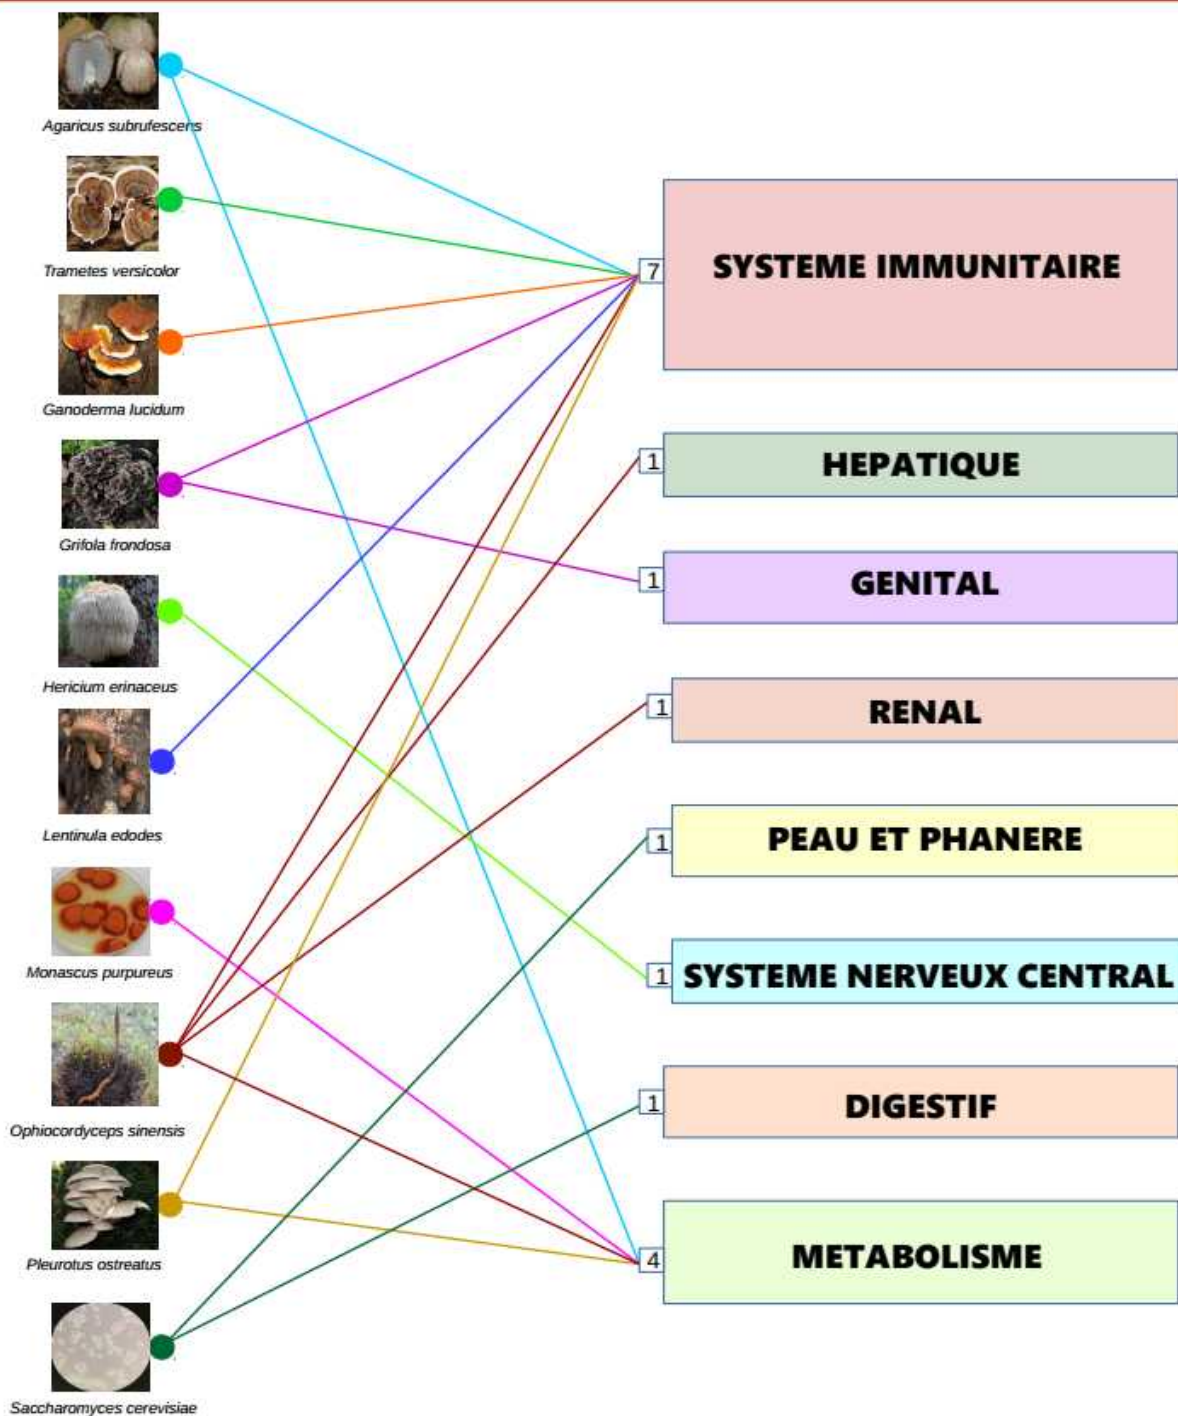 Agaricus subrufescens
Trametes versicolor
Ganoderma lucidum
Grifola frondosa
Hericium erinaceus
Lentinula edodes
Monascus purpureus
Ophiocordyceps sinensis
Pleurotus ostreatus
Saccharomyces cerevisiae
7
SYSTEME IMMUNITAIRE
1
HEPATIQUE
1
GENITAL
1
RENAL
1
PEAU ET PHANERE
1
SYSTEME NERVEUX CENTRAL
1
DIGESTIF
4
METABOLISME